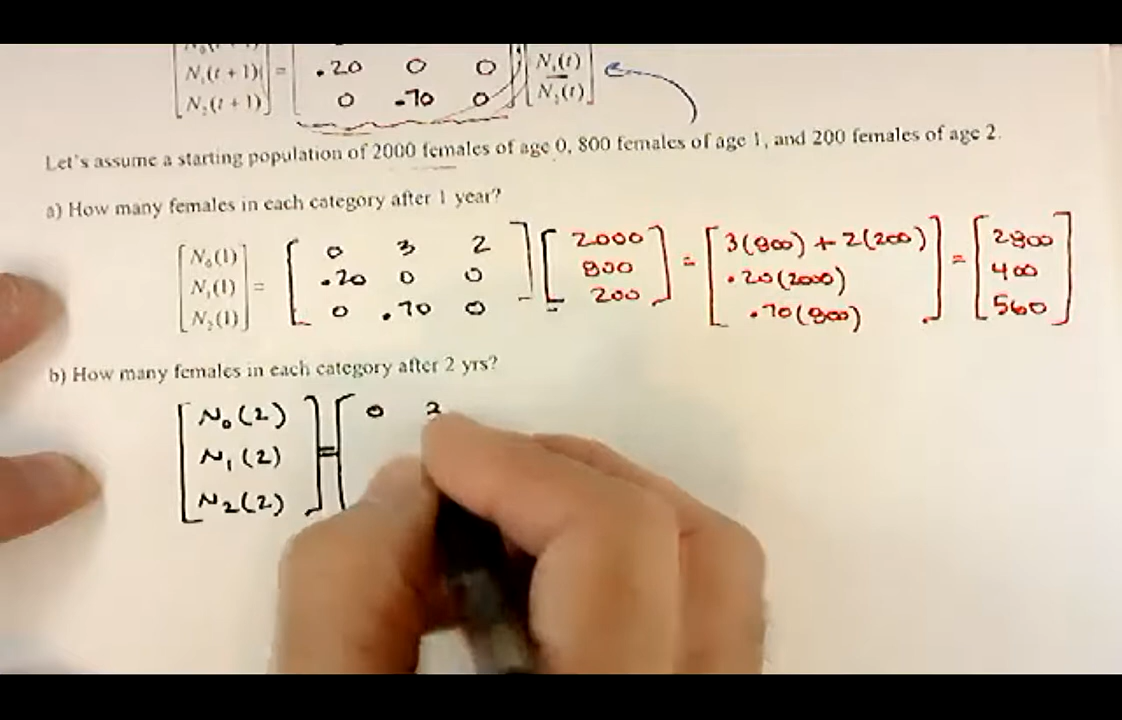 N₁(t + 1) = .20 0 0 N₁(t)
N₂(t + 1) 0 .70 0 N₂(t)
Let's assume a starting population of 2000 females of age 0, 800 females of age 1, and 200 females of age 2.
a) How many females in each category after 1 year?
N₀(1) 0 3 2 2000 3(800) + 2(200) 2800
N₁(1) = .20 0 0 800 = .20(2000) = 400
N₂(1) 0 .70 0 200 .70(800) 560
b) How many females in each category after 2 yrs?
N₀(2) 0 3
N₁(2) =
N₂(2)